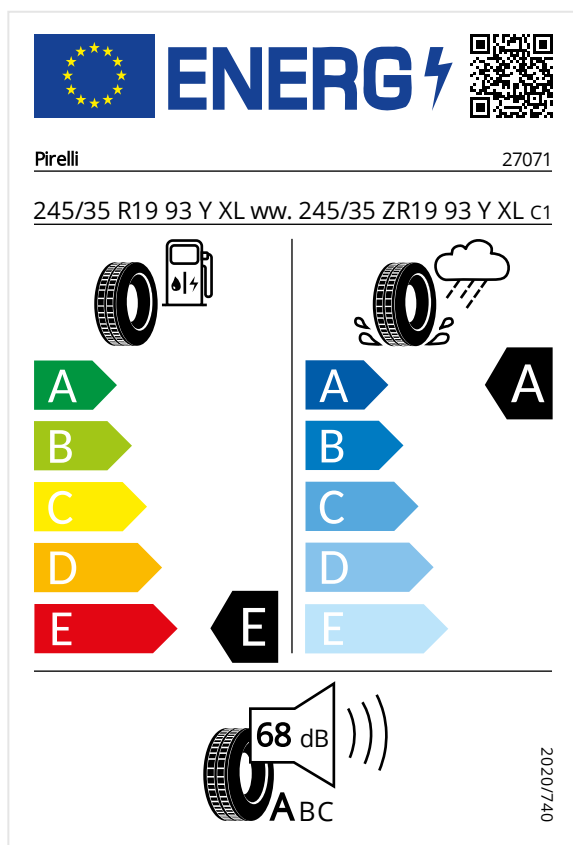 ENERG
Pirelli 27071
245/35 R19 93 Y XL ww. 245/35 ZR19 93 Y XL C1
A A A
B B
C C
D D
E E E
68 dB
ABC
2020/740